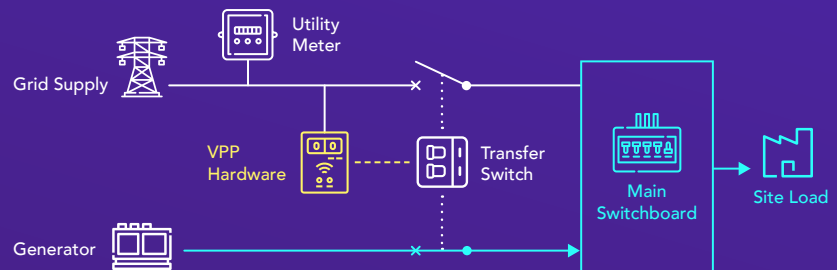 Utility
Meter
Grid Supply
VPP
Hardware
Transfer
Switch
Main
Switchboard
Site Load
Generator